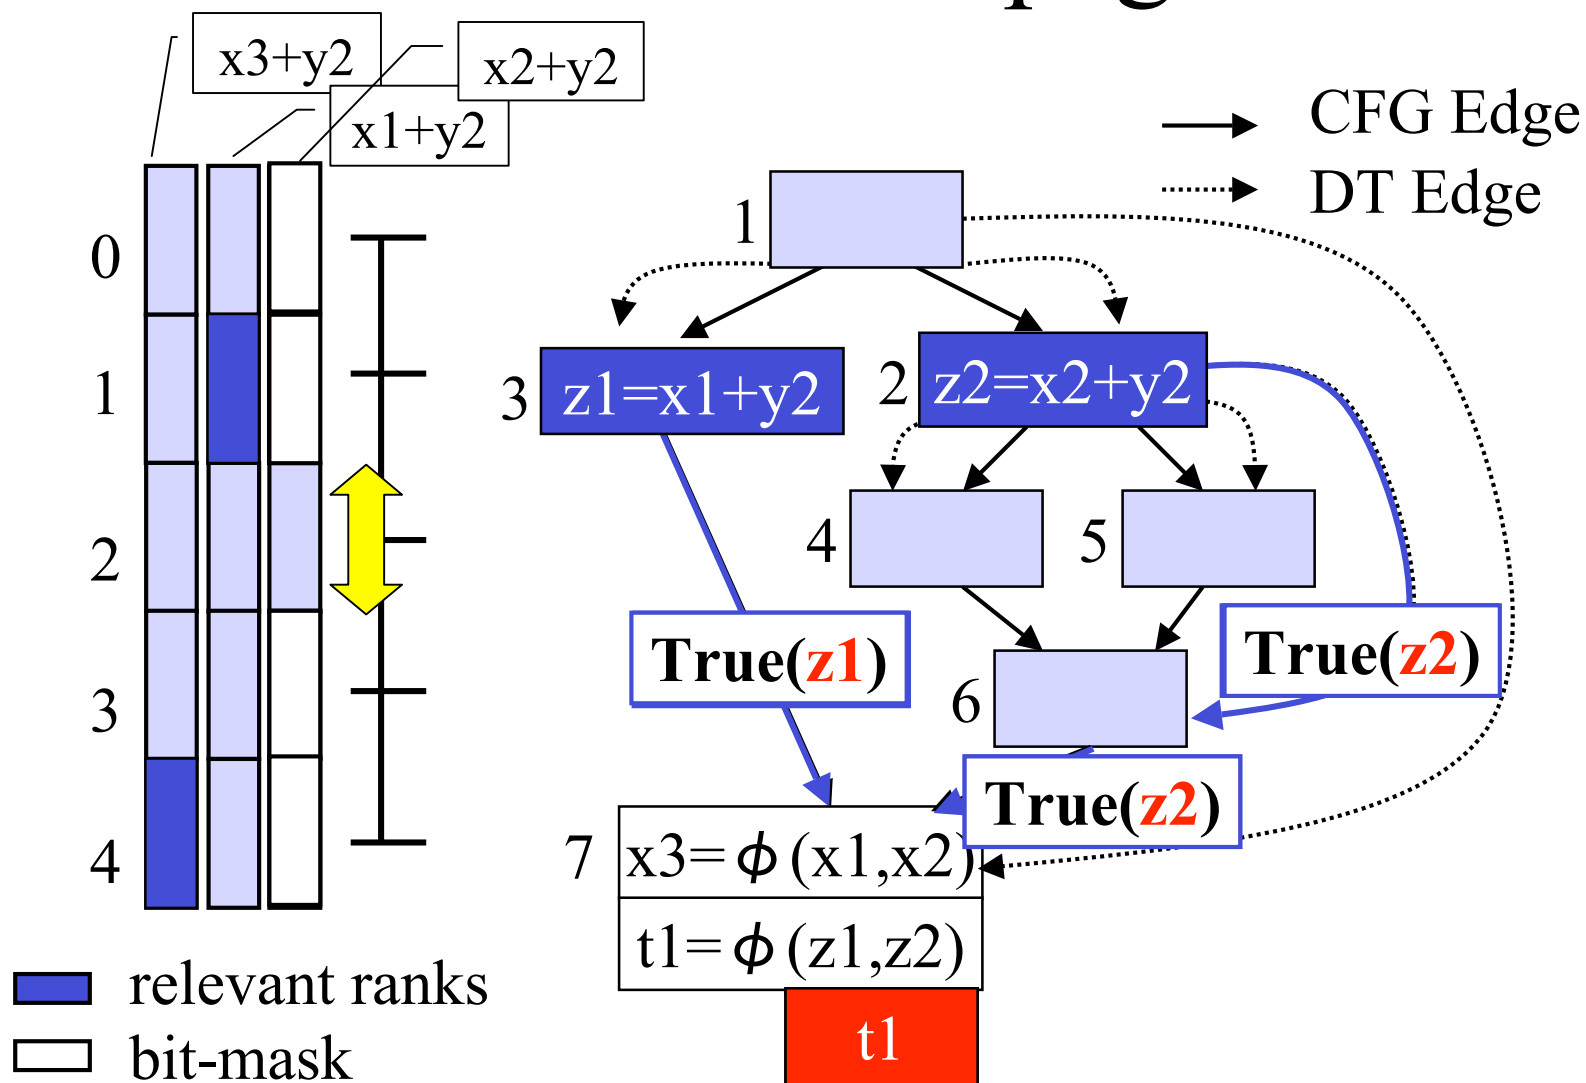 pg
x3+y2
x2+y2
x1+y2
CFG Edge
DT Edge
0
1
2
3
4
1
3
z1=x1+y2
2
z2=x2+y2
4
5
True(z1)
True(z2)
6
True(z2)
7
x3=ϕ(x1,x2)
t1=ϕ(z1,z2)
t1
relevant ranks
bit-mask